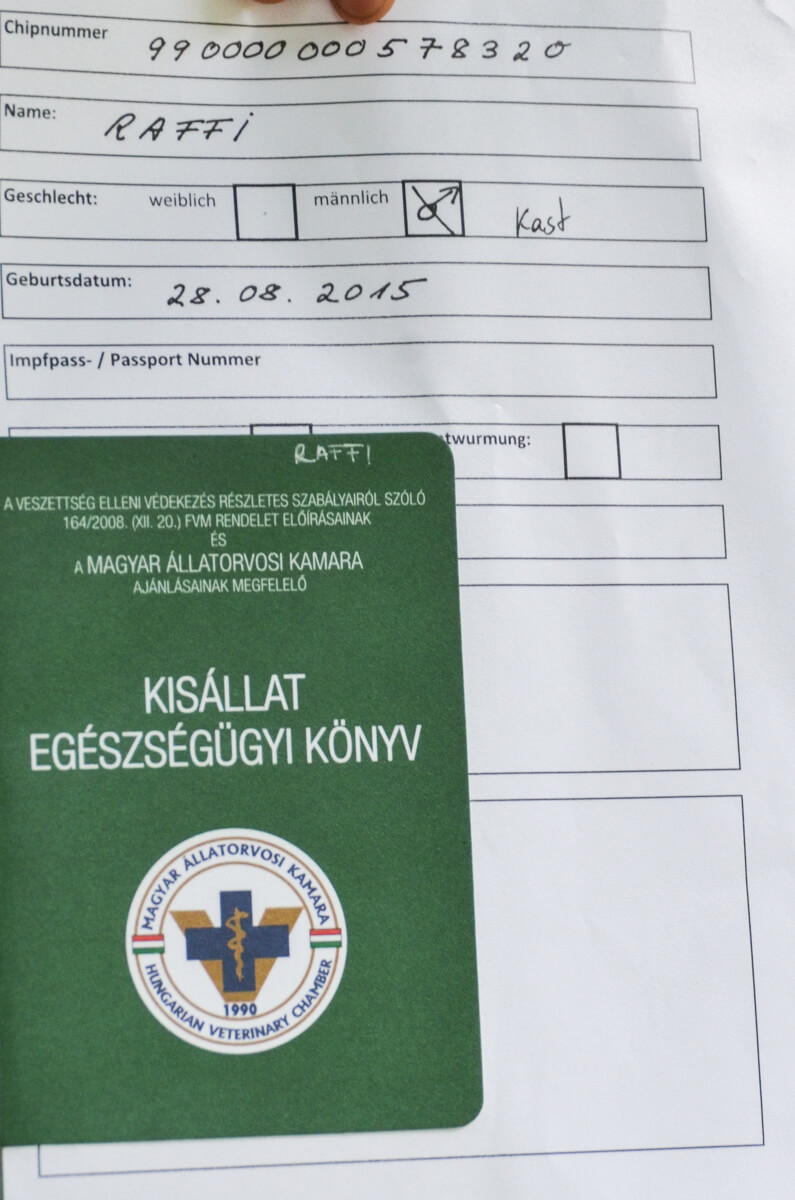 Chipnummer 990000000578320
Name: RAFFI
Geschlecht: weiblich männlich Kast
Geburtsdatum: 28.08.2015
Impfpass- / Passport Nummer
twurmung:
RAFFI
A VESZETTSÉG ELLENI VÉDEKEZÉS RÉSZLETES SZABÁLYAIRÓL SZÓLÓ
164/2008. (XII. 20.) FVM RENDELET ELŐÍRÁSAINAK
ÉS
A MAGYAR ÁLLATORVOSI KAMARA
AJÁNLÁSAINAK MEGFELELŐ
KISÁLLAT
EGÉSZSÉGÜGYI KÖNYV
MAGYAR ÁLLATORVOSI KAMARA
1990
HUNGARIAN VETERINARY CHAMBER